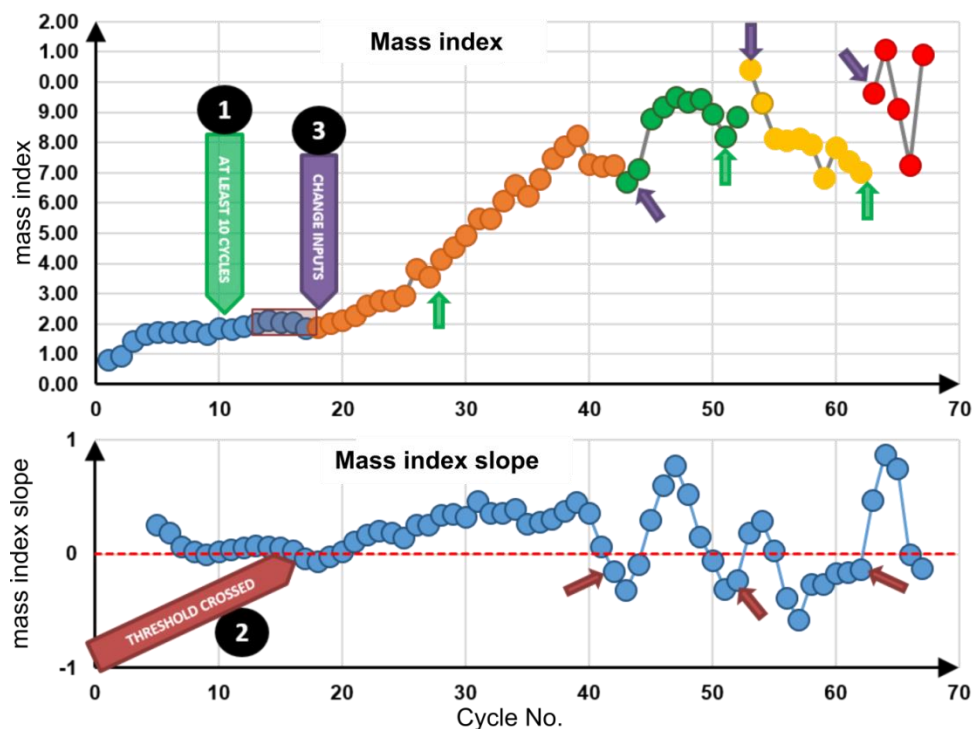 Mass index
mass index
2.00
1.00
0.00
9.00
8.00
7.00
6.00
5.00
4.00
3.00
2.00
1.00
0.00
1
AT LEAST 10 CYCLES
3
CHANGE INPUTS
0 10 20 30 40 50 60 70
Mass index slope
mass index slope
1
0
-1
THRESHOLD CROSSED
2
0 10 20 30 40 50 60 70
Cycle No.